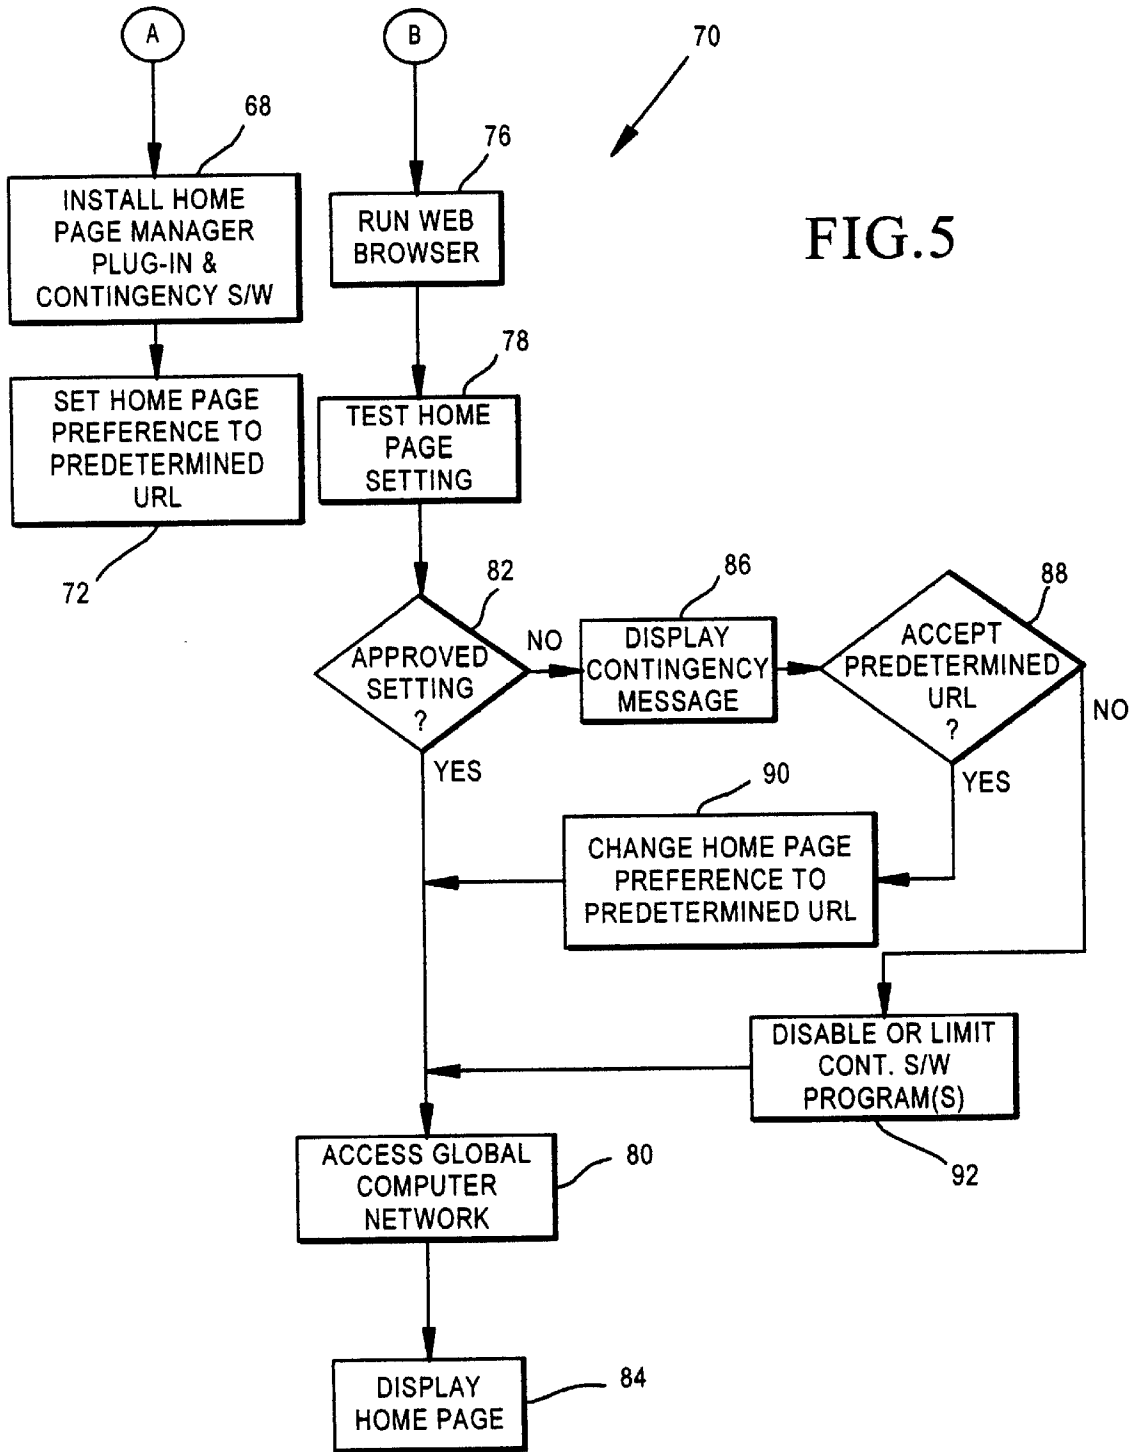 A
B
70
68
76
INSTALL HOME
PAGE MANAGER
PLUG-IN &
CONTINGENCY S/W
RUN WEB
BROWSER
FIG.5
78
SET HOME PAGE
PREFERENCE TO
PREDETERMINED
URL
72
TEST HOME
PAGE
SETTING
82
APPROVED
SETTING
?
NO
YES
86
DISPLAY
CONTINGENCY
MESSAGE
88
ACCEPT
PREDETERMINED
URL
?
NO
YES
90
CHANGE HOME PAGE
PREFERENCE TO
PREDETERMINED URL
DISABLE OR LIMIT
CONT. S/W
PROGRAM(S)
92
ACCESS GLOBAL
COMPUTER
NETWORK
80
DISPLAY
HOME PAGE
84